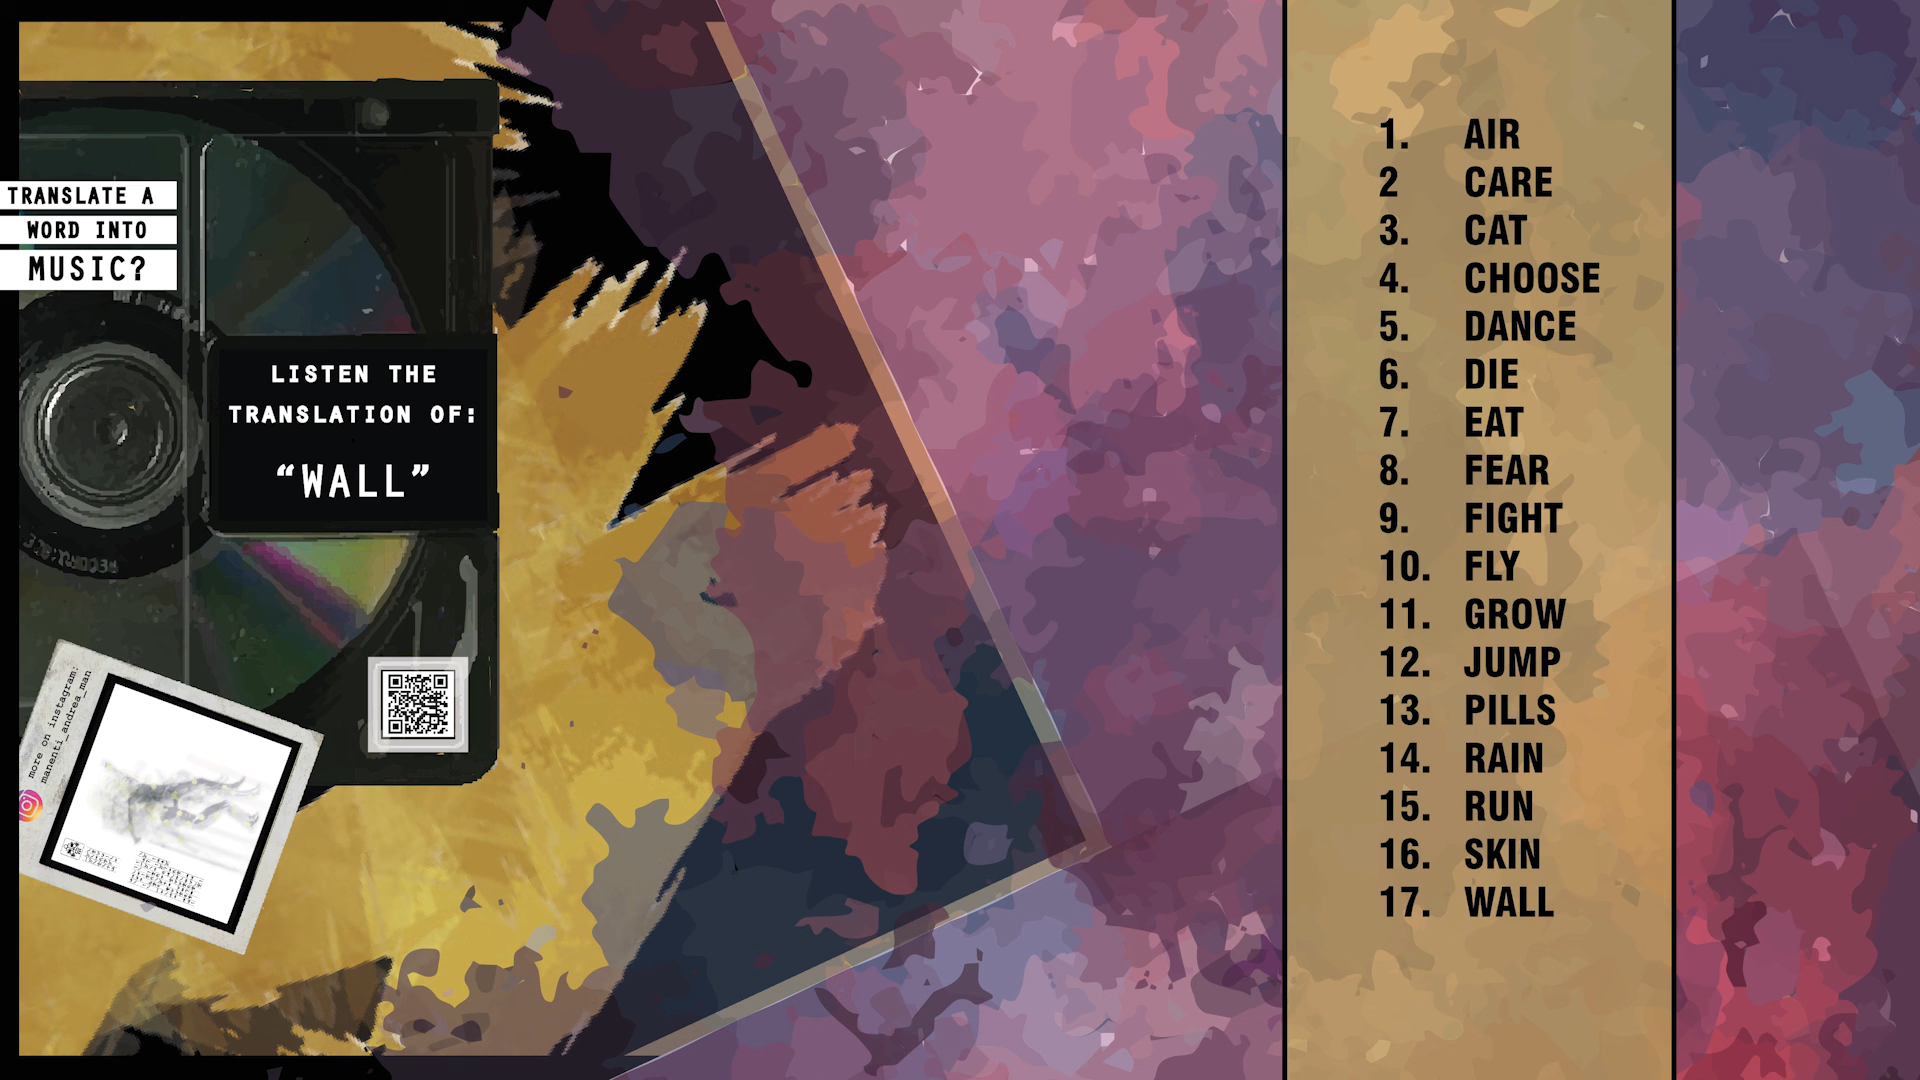 TRANSLATE A
WORD INTO
MUSIC?
LISTEN THE
TRANSLATION OF:
“WALL”
more on instagram:
manenti_andrea_man
1. AIR
2 CARE
3. CAT
4. CHOOSE
5. DANCE
6. DIE
7. EAT
8. FEAR
9. FIGHT
10. FLY
11. GROW
12. JUMP
13. PILLS
14. RAIN
15. RUN
16. SKIN
17. WALL